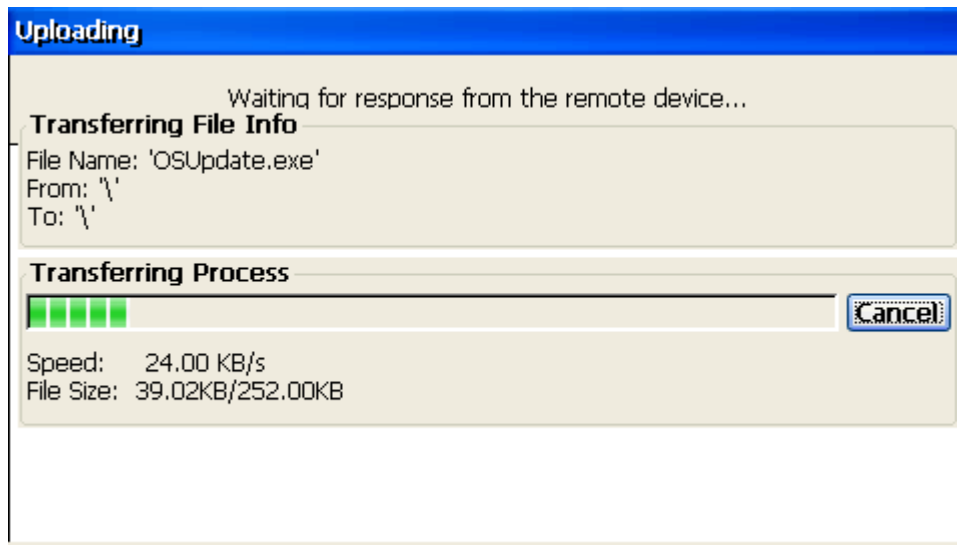 Uploading
Waiting for response from the remote device...
Transferring File Info
File Name: 'OSUpdate.exe'
From: '\'
To: '\'
Transferring Process
Cancel
Speed: 24.00 KB/s
File Size: 39.02KB/252.00KB